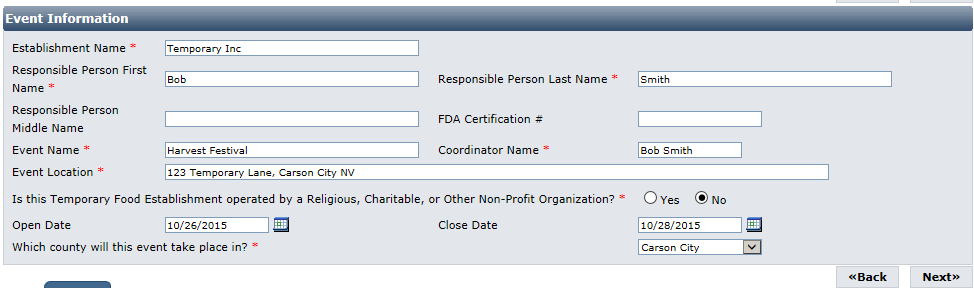 Event Information
Establishment Name * Temporary Inc
Responsible Person First Name * Bob Responsible Person Last Name * Smith
Responsible Person Middle Name FDA Certification #
Event Name * Harvest Festival Coordinator Name * Bob Smith
Event Location * 123 Temporary Lane, Carson City NV
Is this Temporary Food Establishment operated by a Religious, Charitable, or Other Non-Profit Organization? * Yes No
Open Date 10/26/2015 Close Date 10/28/2015
Which county will this event take place in? * Carson City
«Back Next»